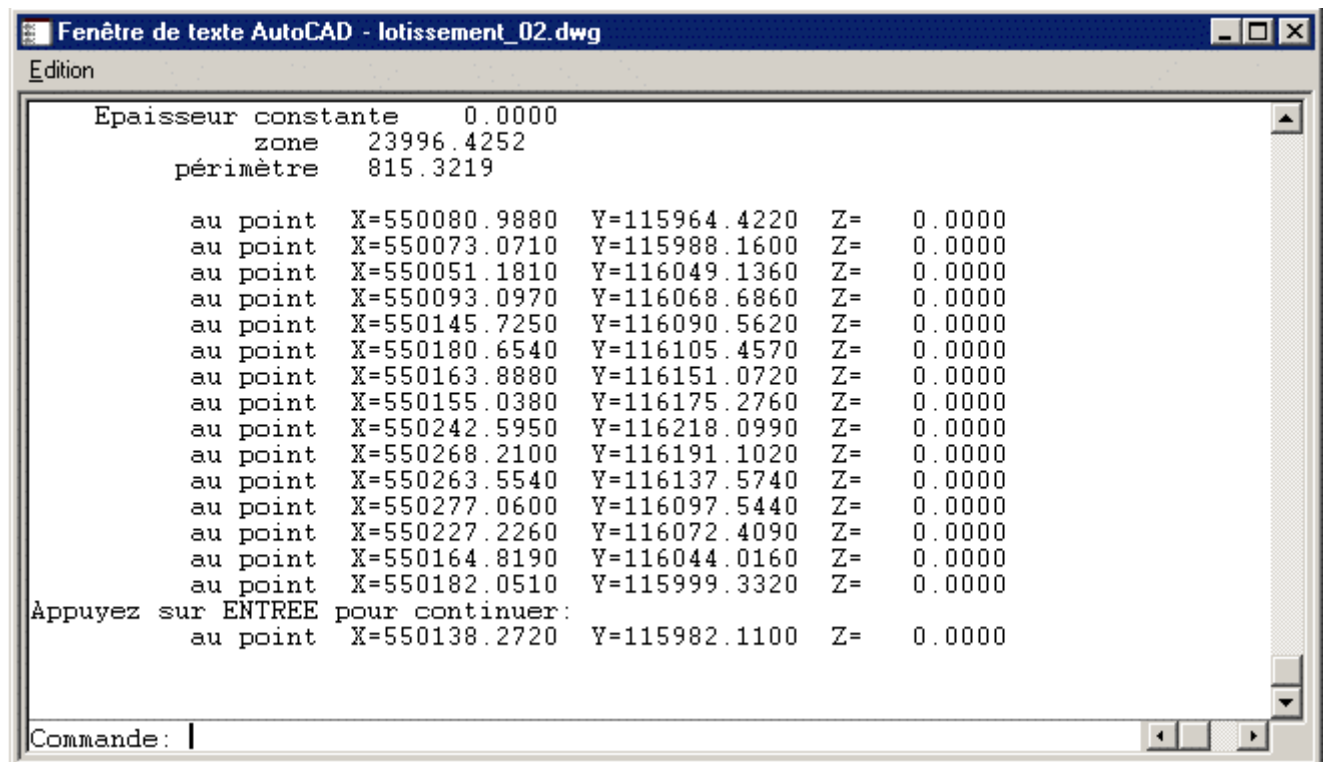 Fenêtre de texte AutoCAD - lotissement_02.dwg
Edition
Epaisseur constante 0.0000
zone 23996.4252
périmètre 815.3219
au point X=550080.9880 Y=115964.4220 Z= 0.0000
au point X=550073.0710 Y=115988.1600 Z= 0.0000
au point X=550051.1810 Y=116049.1360 Z= 0.0000
au point X=550093.0970 Y=116068.6860 Z= 0.0000
au point X=550145.7250 Y=116090.5620 Z= 0.0000
au point X=550180.6540 Y=116105.4570 Z= 0.0000
au point X=550163.8880 Y=116151.0720 Z= 0.0000
au point X=550155.0380 Y=116175.2760 Z= 0.0000
au point X=550242.5950 Y=116218.0990 Z= 0.0000
au point X=550268.2100 Y=116191.1020 Z= 0.0000
au point X=550263.5540 Y=116137.5740 Z= 0.0000
au point X=550277.0600 Y=116097.5440 Z= 0.0000
au point X=550227.2260 Y=116072.4090 Z= 0.0000
au point X=550164.8190 Y=116044.0160 Z= 0.0000
au point X=550182.0510 Y=115999.3320 Z= 0.0000
Appuyez sur ENTREE pour continuer:
au point X=550138.2720 Y=115982.1100 Z= 0.0000
Commande: